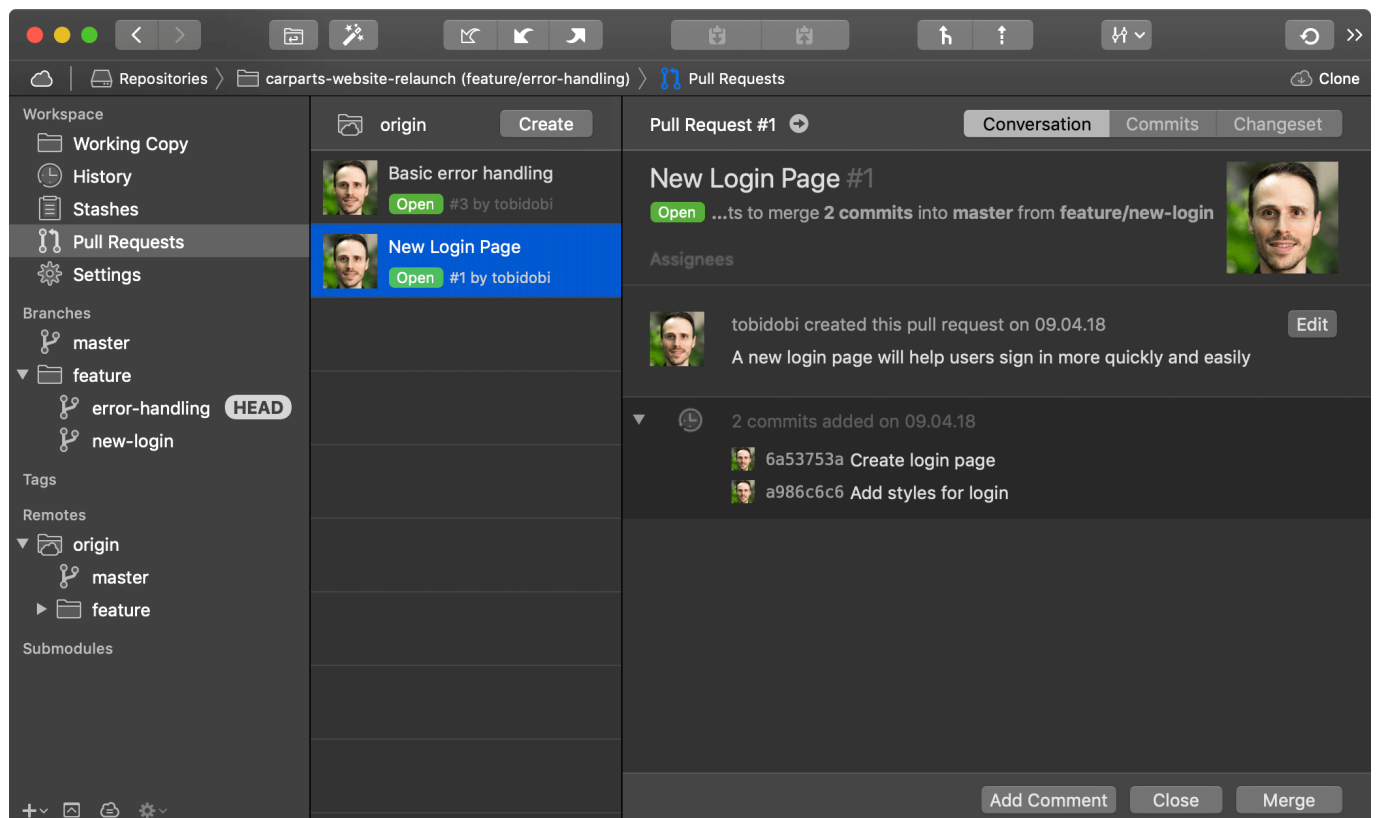 Repositories
carparts-website-relaunch (feature/error-handling)
Pull Requests
Clone
Workspace
Working Copy
History
Stashes
Pull Requests
Settings
Branches
master
feature
error-handling HEAD
new-login
Tags
Remotes
origin
master
feature
Submodules
origin
Create
Basic error handling
Open #3 by tobidobi
New Login Page
Open #1 by tobidobi
Pull Request #1
Conversation
Commits
Changeset
New Login Page #1
Open ...ts to merge 2 commits into master from feature/new-login
Assignees
tobidobi created this pull request on 09.04.18
Edit
A new login page will help users sign in more quickly and easily
2 commits added on 09.04.18
6a53753a Create login page
a986c6c6 Add styles for login
Add Comment
Close
Merge